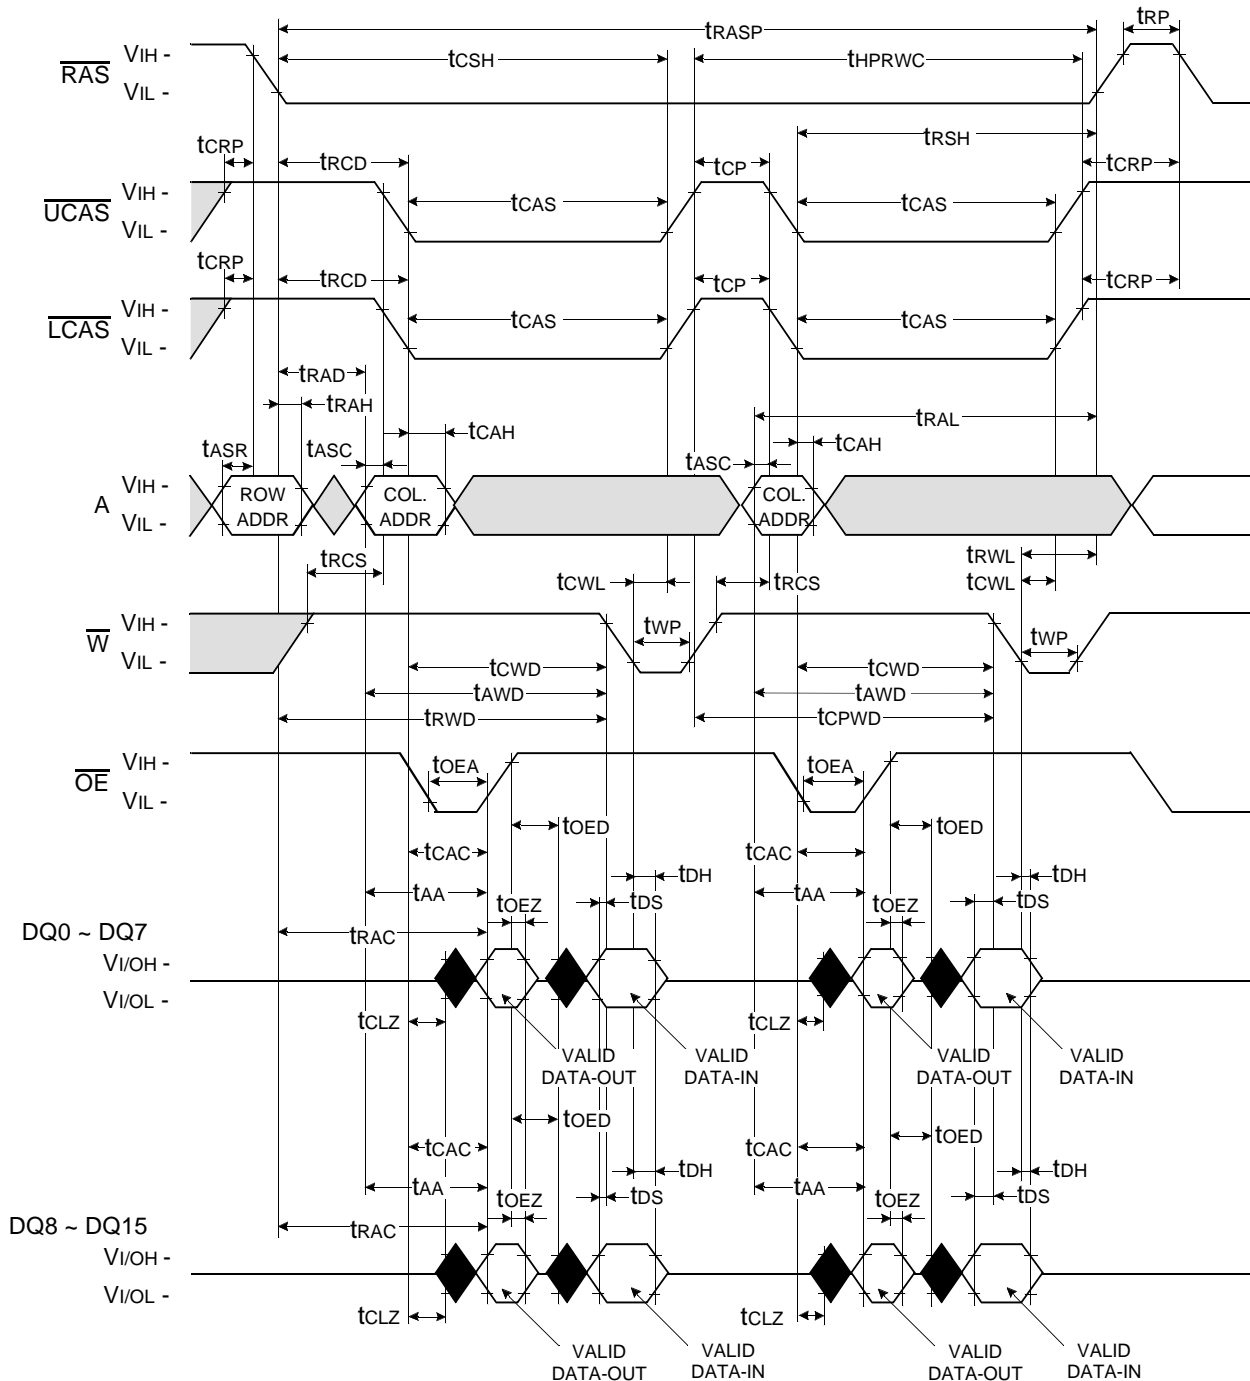 tRP
tRASP
VIH -
RAS
VIL -
tCSH
tHPRWC
tRSH
tCRP
tRCD
tCP
tCRP
VIH -
UCAS
VIL -
tCAS
tCAS
tCRP
tRCD
tCP
tCRP
VIH -
LCAS
VIL -
tCAS
tCAS
tRAD
tRAH
tRAL
tCAH
tCAH
tASR
tASC
tASC
VIH -
A
VIL -
ROW
ADDR
COL.
ADDR
COL.
ADDR
tRCS
tCWL
tRCS
tRWL
tCWL
VIH -
W
VIL -
tWP
tWP
tCWD
tCWD
tAWD
tAWD
tRWD
tCPWD
VIH -
OE
VIL -
tOEA
tOEA
tOED
tOED
tCAC
tCAC
tDH
tDH
tAA
tAA
tOEZ
tDS
tOEZ
tDS
DQ0 ~ DQ7
tRAC
VI/OH -
VI/OL -
tCLZ
tCLZ
VALID
DATA-OUT
VALID
DATA-IN
VALID
DATA-OUT
VALID
DATA-IN
tOED
tOED
tCAC
tCAC
tDH
tDH
tAA
tAA
tOEZ
tDS
tOEZ
tDS
DQ8 ~ DQ15
tRAC
VI/OH -
VI/OL -
tCLZ
tCLZ
VALID
DATA-OUT
VALID
DATA-IN
VALID
DATA-OUT
VALID
DATA-IN